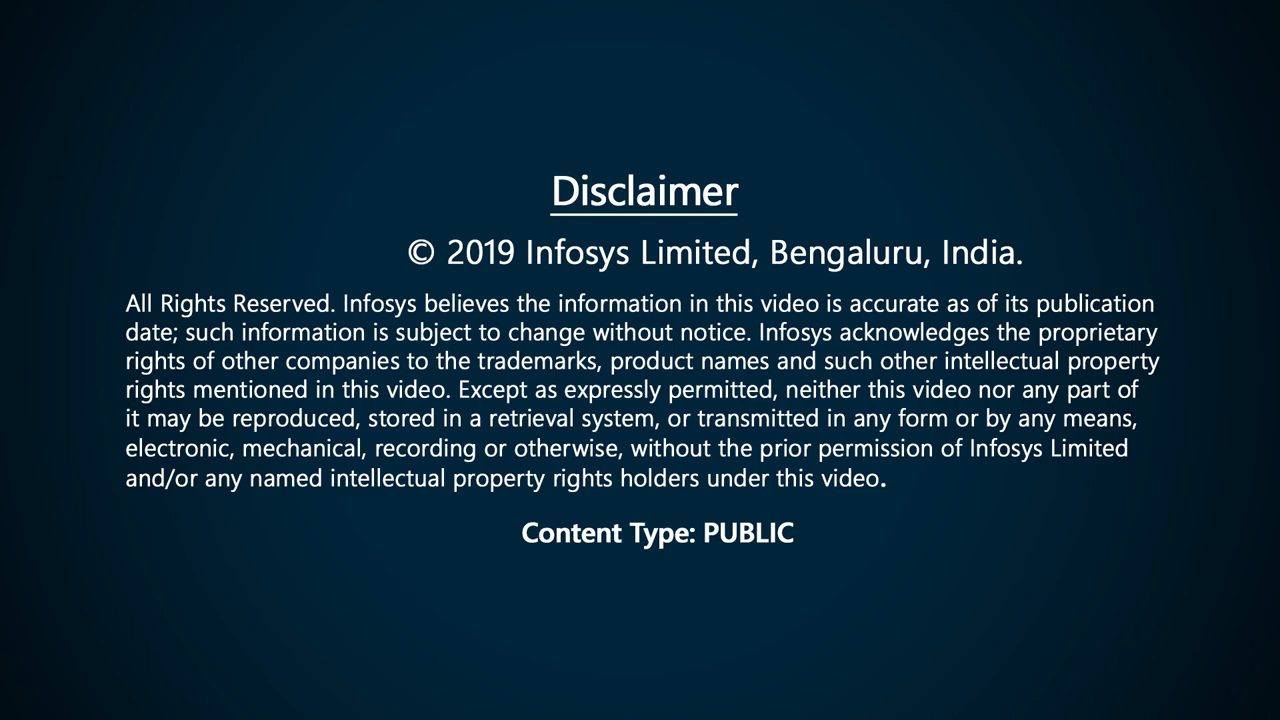 Disclaimer
© 2019 Infosys Limited, Bengaluru, India.
All Rights Reserved. Infosys believes the information in this video is accurate as of its publication
date; such information is subject to change without notice. Infosys acknowledges the proprietary
rights of other companies to the trademarks, product names and such other intellectual property
rights mentioned in this video. Except as expressly permitted, neither this video nor any part of
it may be reproduced, stored in a retrieval system, or transmitted in any form or by any means,
electronic, mechanical, recording or otherwise, without the prior permission of Infosys Limited
and/or any named intellectual property rights holders under this video.
Content Type: PUBLIC